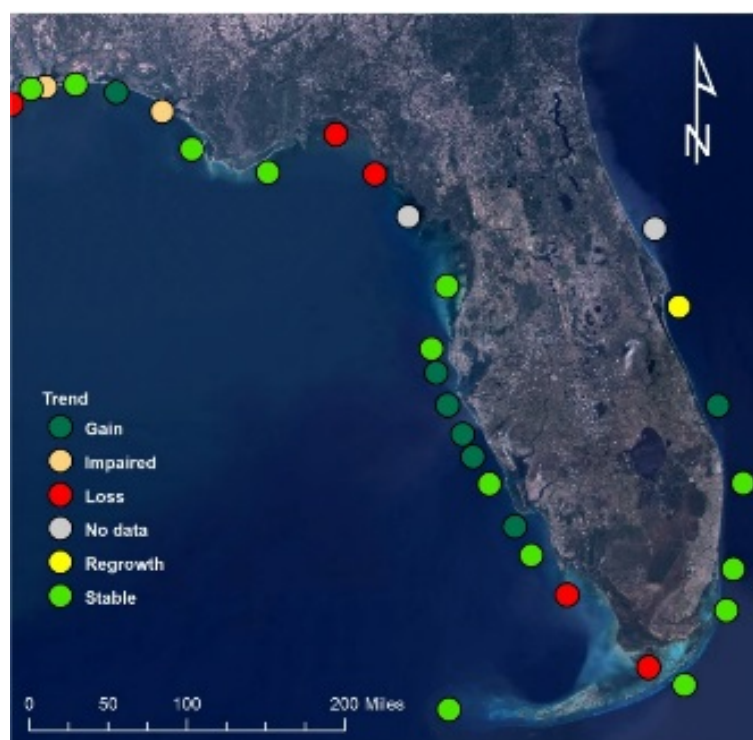 N
Trend
Gain
Impaired
Loss
No data
Regrowth
Stable
0 50 100 200 Miles